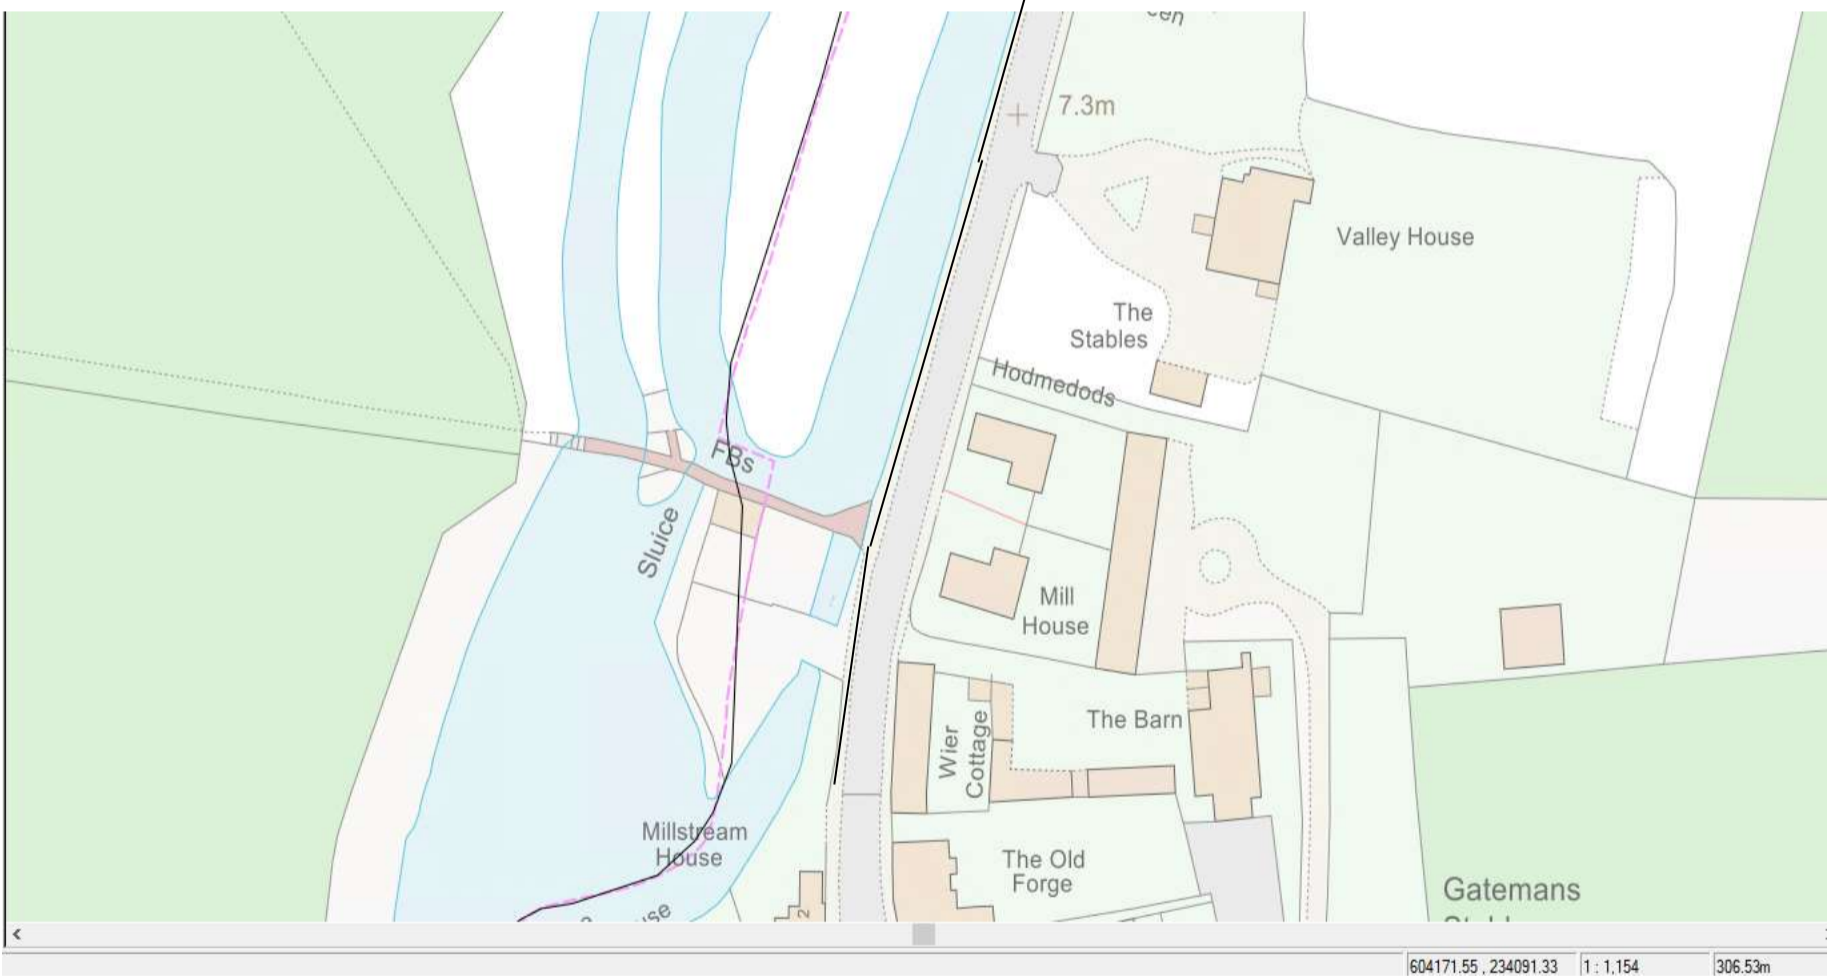 7.3m
Valley House
The
Stables
Hodmedods
FBs
Sluice
Mill
House
The Barn
Wier
Cottage
Millstream
House
The Old
Forge
2
Gatemans
604171.55 , 234091.33
1 : 1,154
306.53m